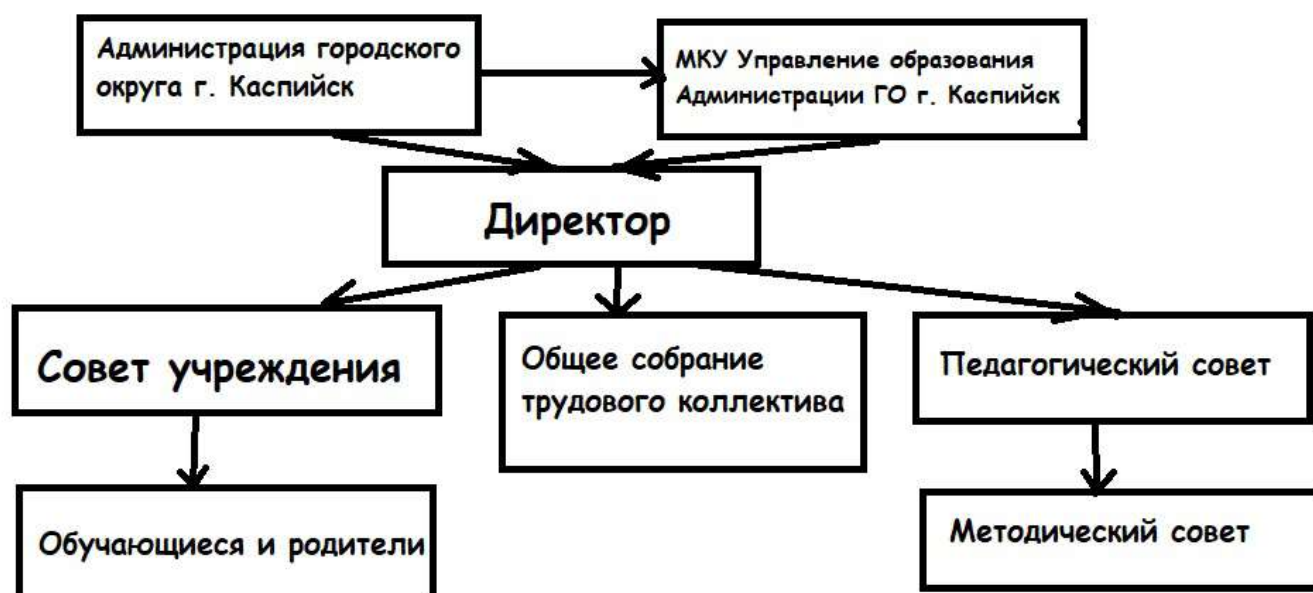 Администрация городского
округа г. Каспийск
МКУ Управление образования
Администрации ГО г. Каспийск
Директор
Совет учреждения
Общее собрание
трудового коллектива
Педагогический совет
Обучающиеся и родители
Методический совет